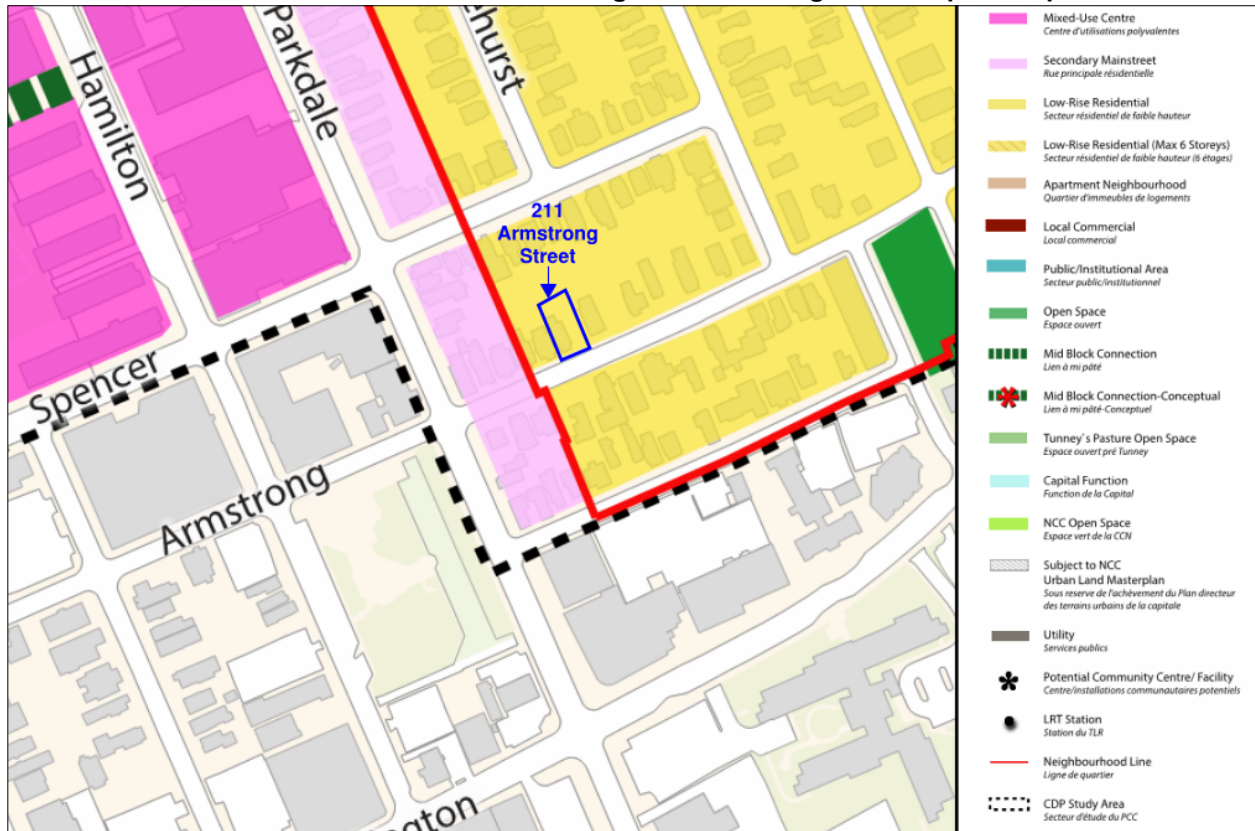 Hamilton
Parkdale
ehurst
211
Armstrong
Street
Spencer
Armstrong
ngton
Mixed-Use Centre
Centre d'utilisations polyvalentes
Secondary Mainstreet
Rue principale résidentielle
Low-Rise Residential
Secteur résidentiel de faible hauteur
Low-Rise Residential (Max 6 Storeys)
Secteur résidentiel de faible hauteur (6 étages)
Apartment Neighbourhood
Quartier d'immeubles de logements
Local Commercial
Local commercial
Public/Institutional Area
Secteur public/institutionnel
Open Space
Espace ouvert
Mid Block Connection
Lien à mi pâté
Mid Block Connection-Conceptual
Lien à mi pâté-Conceptuel
Tunney`s Pasture Open Space
Espace ouvert pré Tunney
Capital Function
Function de la Capital
NCC Open Space
Espace vert de la CCN
Subject to NCC
Urban Land Masterplan
Sous reserve de l'achèvement du Plan directeur
des terrains urbains de la capitale
Utility
Services publics
Potential Community Centre/ Facility
Centre/installations communautaires potentiels
LRT Station
Station du TLR
Neighbourhood Line
Ligne de quartier
CDP Study Area
Secteur d'étude du PCC